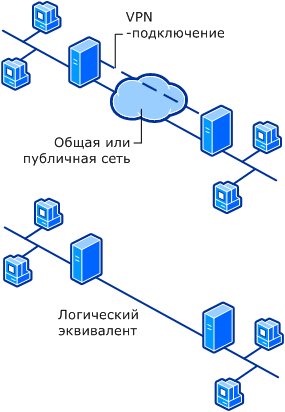 VPN
-подключение
Общая или
публичная сеть
Логический
эквивалент